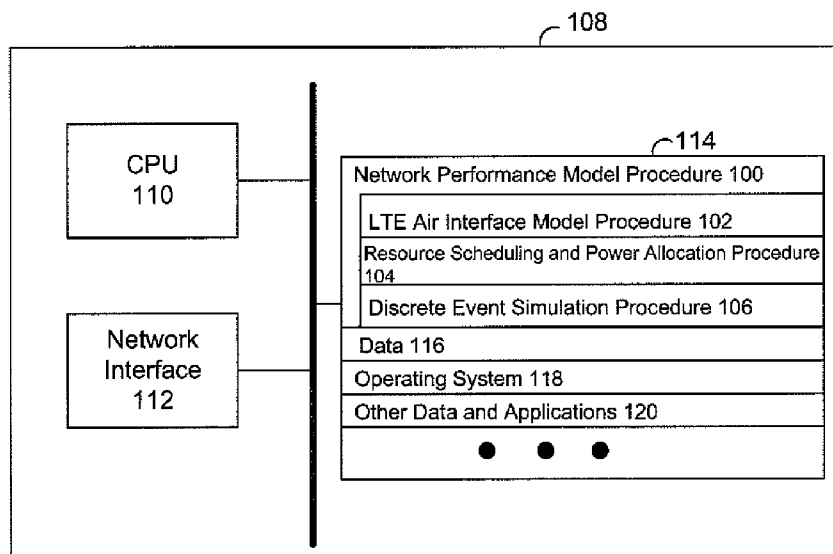 108
CPU
110
Network
Interface
112
114
Network Performance Model Procedure 100
LTE Air Interface Model Procedure 102
Resource Scheduling and Power Allocation Procedure
104
Discrete Event Simulation Procedure 106
Data 116
Operating System 118
Other Data and Applications 120